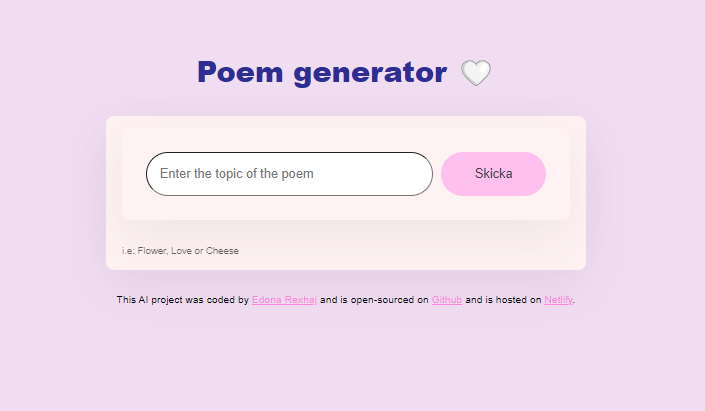 Poem generator 🤍
Enter the topic of the poem
Skicka
i.e: Flower, Love or Cheese
This AI project was coded by Edona Rexhaj and is open-sourced on Github and is hosted on Netlify.